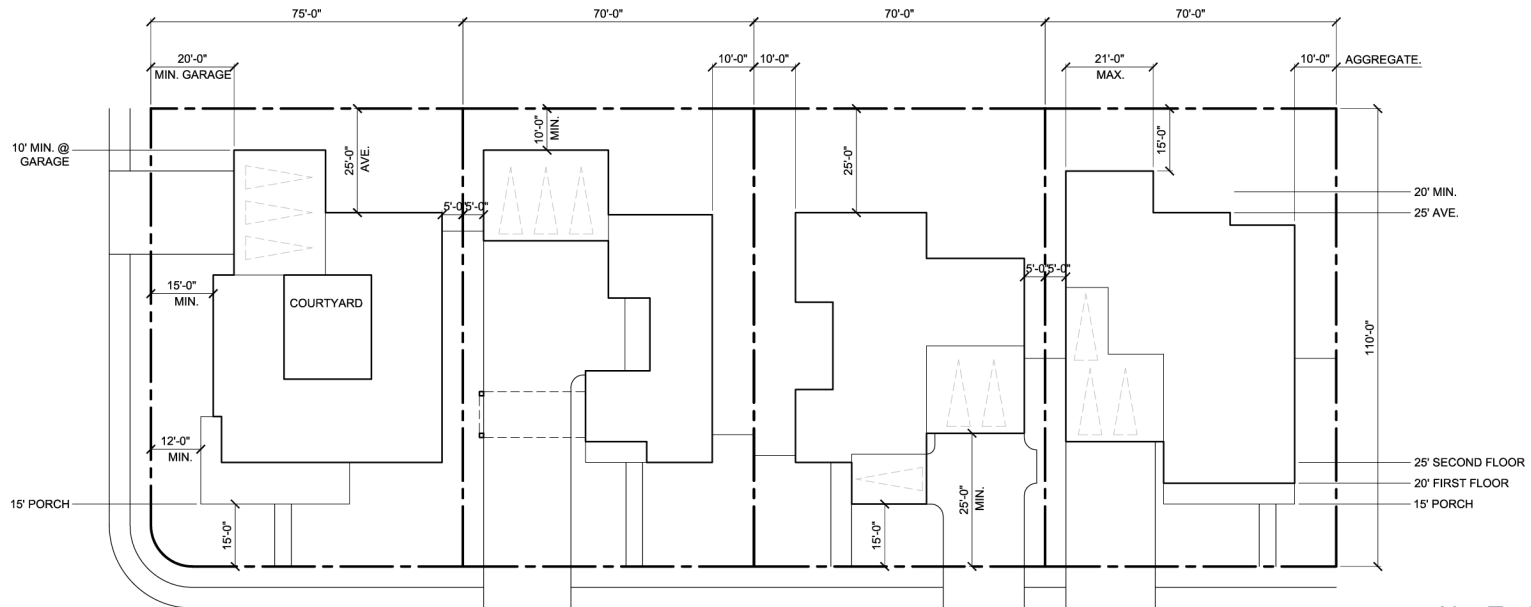 75'-0"
70'-0"
70'-0"
70'-0"
20'-0"
MIN. GARAGE
10'-0"
10'-0"
21'-0"
MAX.
10'-0"
AGGREGATE.
10' MIN. @
GARAGE
25'-0"
AVE.
10'-0"
MIN.
25'-0"
15'-0"
20' MIN.
25' AVE.
5'-0"
5'-0"
5'-0"
5'-0"
15'-0"
MIN.
COURTYARD
110'-0"
12'-0"
MIN.
25' SECOND FLOOR
20' FIRST FLOOR
15' PORCH
15' PORCH
15'-0"
15'-0"
25'-0"
MIN.